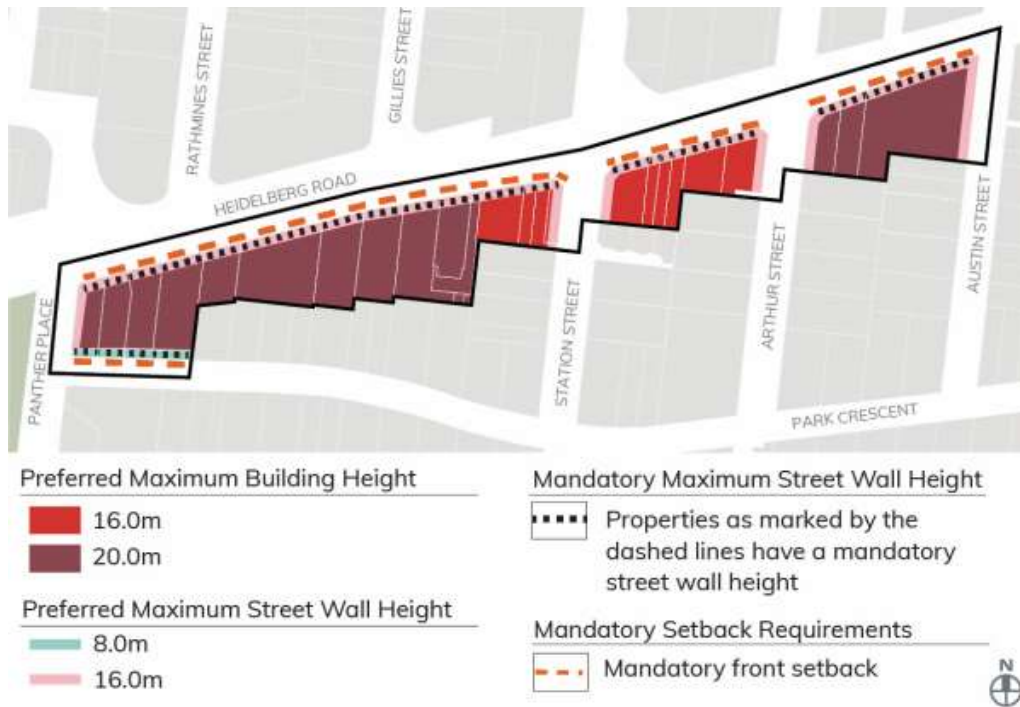 RATHMINES STREET
GILLIES STREET
HEIDELBERG ROAD
PANTHER PLACE
STATION STREET
ARTHUR STREET
AUSTIN STREET
PARK CRESCENT
Preferred Maximum Building Height
16.0m
20.0m
Preferred Maximum Street Wall Height
8.0m
16.0m
Mandatory Maximum Street Wall Height
Properties as marked by the
dashed lines have a mandatory
street wall height
Mandatory Setback Requirements
Mandatory front setback
N